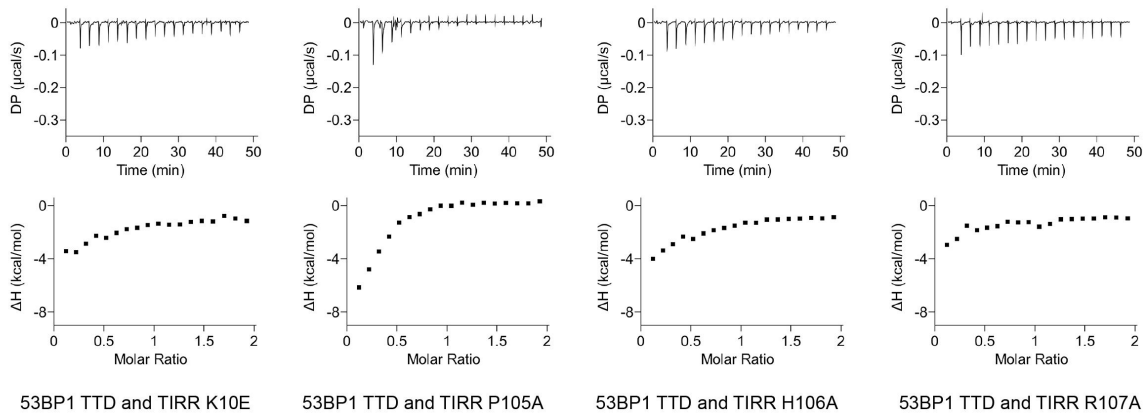 0
-0.1
-0.2
-0.3
DP (μcal/s)
0 10 20 30 40 50
Time (min)
0
-0.1
-0.2
-0.3
DP (μcal/s)
0 10 20 30 40 50
Time (min)
0
-0.1
-0.2
-0.3
DP (μcal/s)
0 10 20 30 40 50
Time (min)
0
-0.1
-0.2
-0.3
DP (μcal/s)
0 10 20 30 40 50
Time (min)
0
-4
-8
ΔH (kcal/mol)
0 0.5 1 1.5 2
Molar Ratio
0
-4
-8
ΔH (kcal/mol)
0 0.5 1 1.5 2
Molar Ratio
0
-4
-8
ΔH (kcal/mol)
0 0.5 1 1.5 2
Molar Ratio
0
-4
-8
ΔH (kcal/mol)
0 0.5 1 1.5 2
Molar Ratio
53BP1 TTD and TIRR K10E
53BP1 TTD and TIRR P105A
53BP1 TTD and TIRR H106A
53BP1 TTD and TIRR R107A